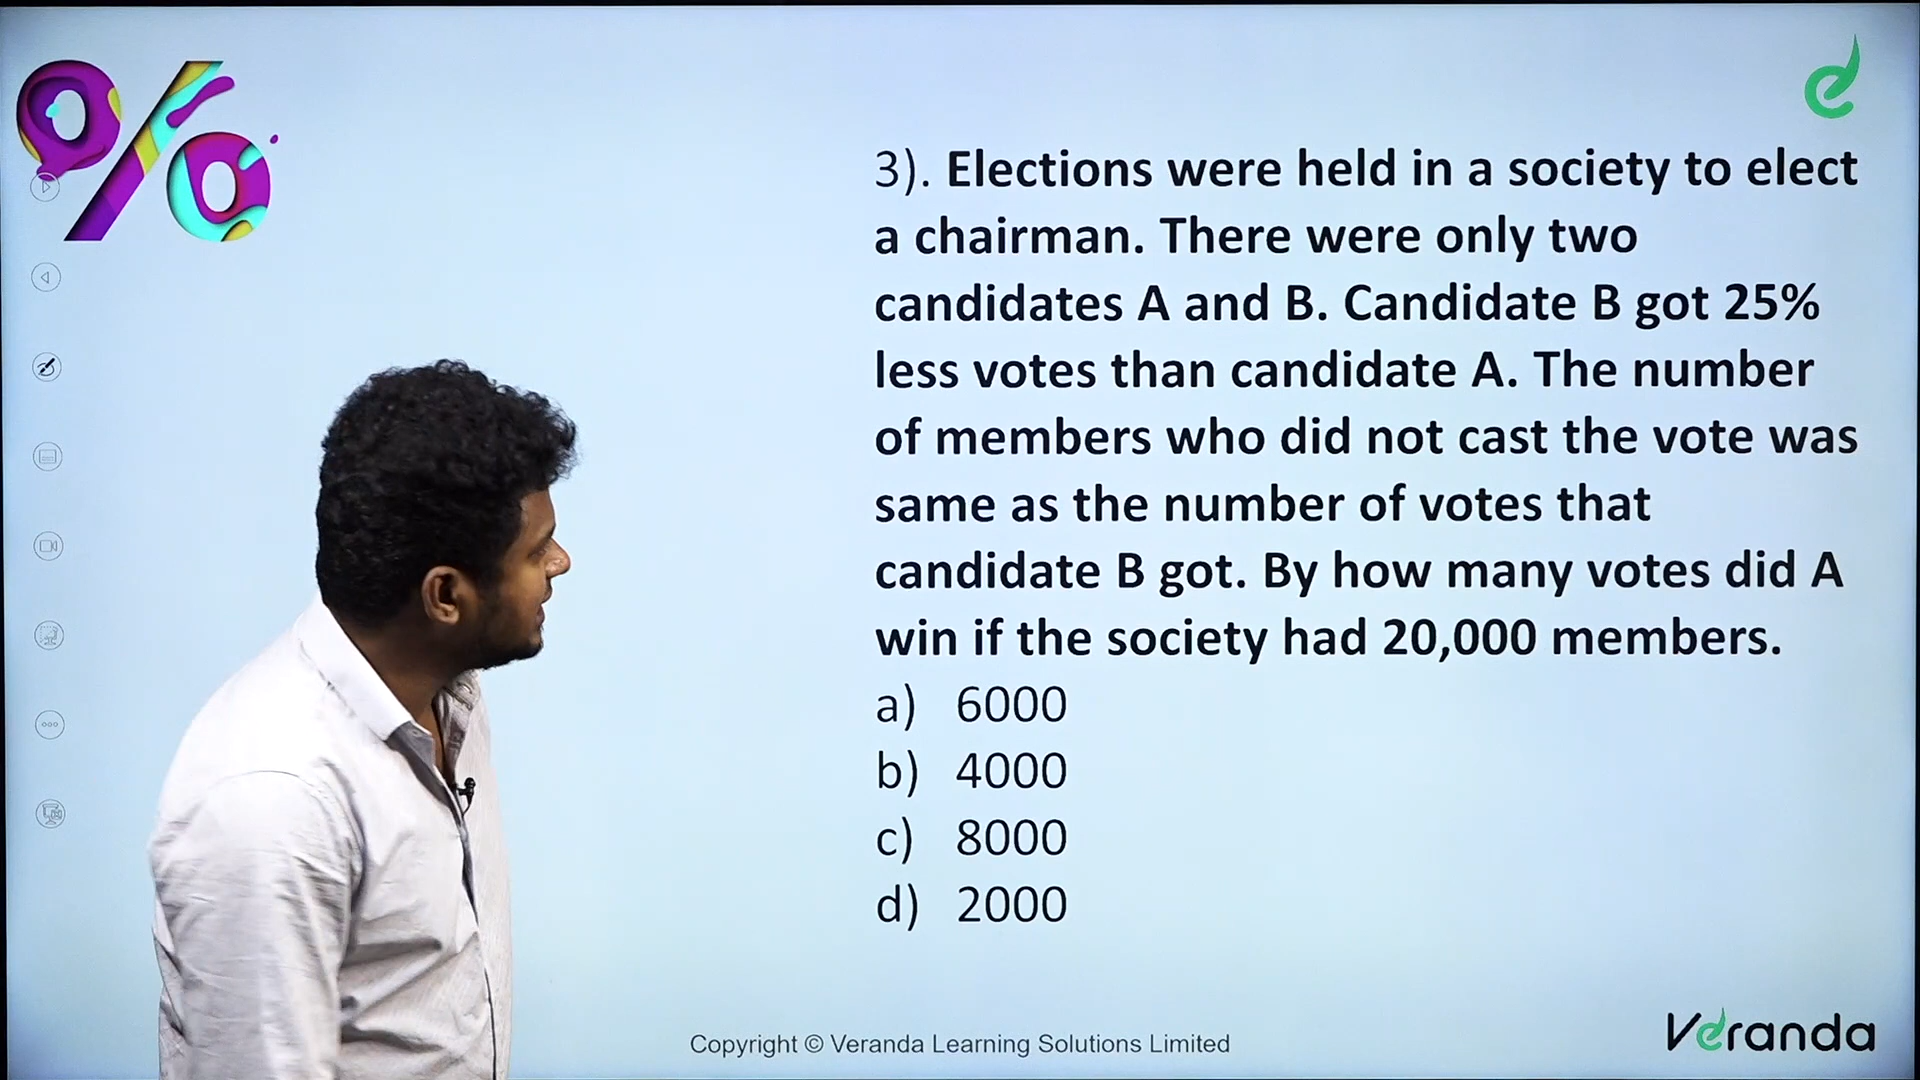 %
3). Elections were held in a society to elect
a chairman. There were only two
candidates A and B. Candidate B got 25%
less votes than candidate A. The number
of members who did not cast the vote was
same as the number of votes that
candidate B got. By how many votes did A
win if the society had 20,000 members.
a) 6000
b) 4000
c) 8000
d) 2000
Copyright © Veranda Learning Solutions Limited
Veranda